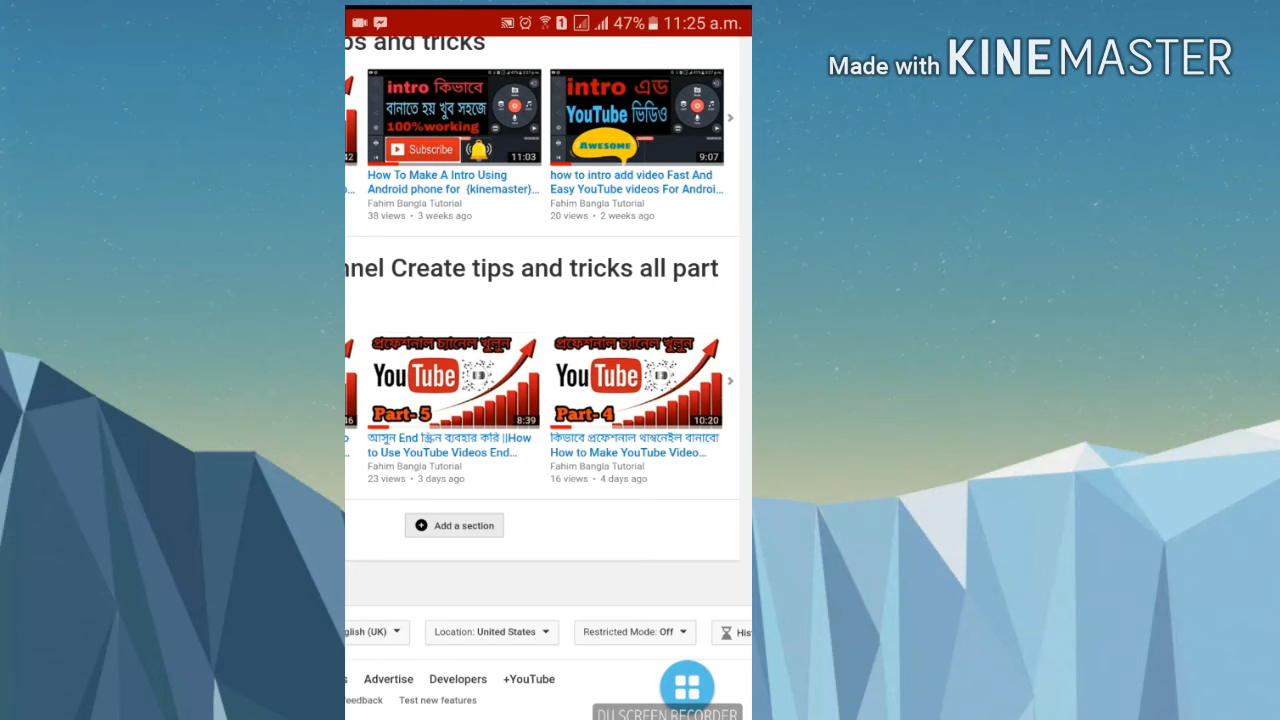 47% 11:25 a.m.
Made with KINEMASTER
ps and tricks
intro কিভাবে
বানাতে হয় খুব সহজে
100%working
Subscribe
11:03
intro এড
YouTube ভিডিও
AWESOME
9:07
42
How To Make A Intro Using
Android phone for {kinemaster}...
Fahim Bangla Tutorial
38 views • 3 weeks ago
how to intro add video Fast And
Easy YouTube videos For Androi...
Fahim Bangla Tutorial
20 views • 2 weeks ago
nnel Create tips and tricks all part
প্রফেশনাল চ্যানেল খুলুন
YouTube
Part- 5
8:39
প্রফেশনাল চ্যানেল খুলুন
YouTube
Part- 4
10:20
46
আসুন End স্ক্রিন ব্যবহার করি ||How
to Use YouTube Videos End...
Fahim Bangla Tutorial
23 views • 3 days ago
কিভাবে প্রফেশনাল থাম্বনেইল বানাবো
How to Make YouTube Video...
Fahim Bangla Tutorial
16 views • 4 days ago
Add a section
glish (UK)
Location: United States
Restricted Mode: Off
His
s Advertise Developers +YouTube
feedback Test new features
DU SCREEN RECORDER